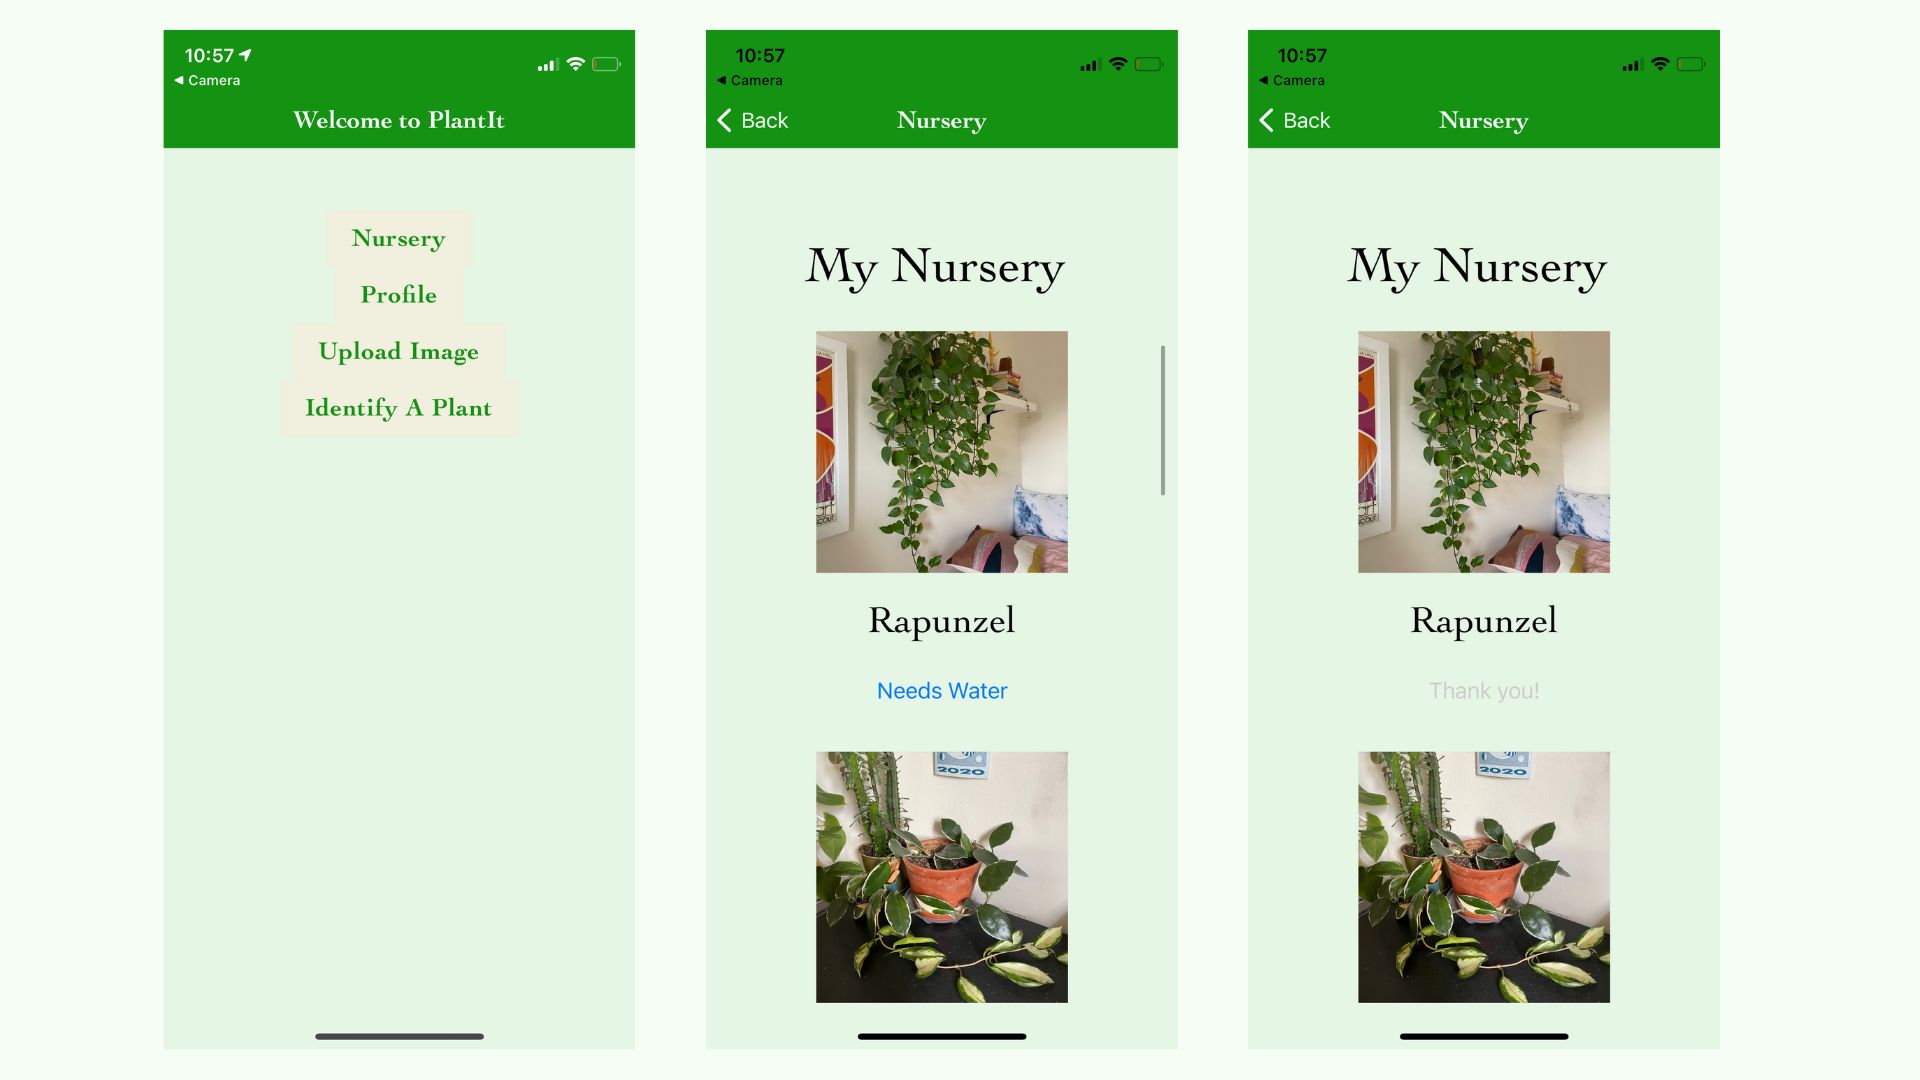 10:57
Camera
Welcome to PlantIt
Nursery
Profile
Upload Image
Identify A Plant
10:57
Camera
Back
Nursery
My Nursery
Rapunzel
Needs Water
2020
10:57
Camera
Back
Nursery
My Nursery
Rapunzel
Thank you!
2020